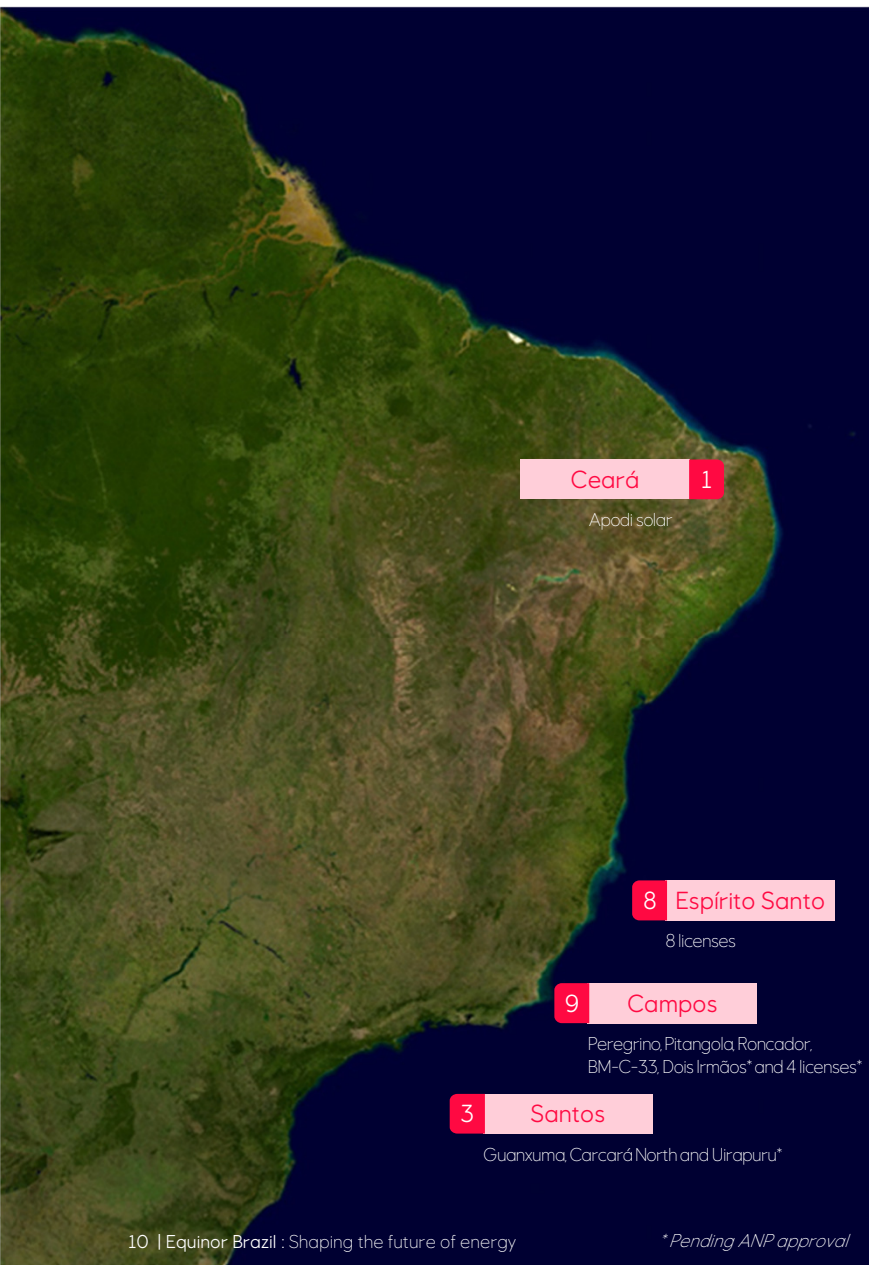 Ceará 1
Apodi solar
8 Espírito Santo
8 licenses
9 Campos
Peregrino, Pitangola, Roncador,
BM-C-33, Dois Irmãos* and 4 licenses*
3 Santos
Guanxuma, Carcará North and Uirapuru*
10 | Equinor Brazil : Shaping the future of energy
* Pending ANP approval